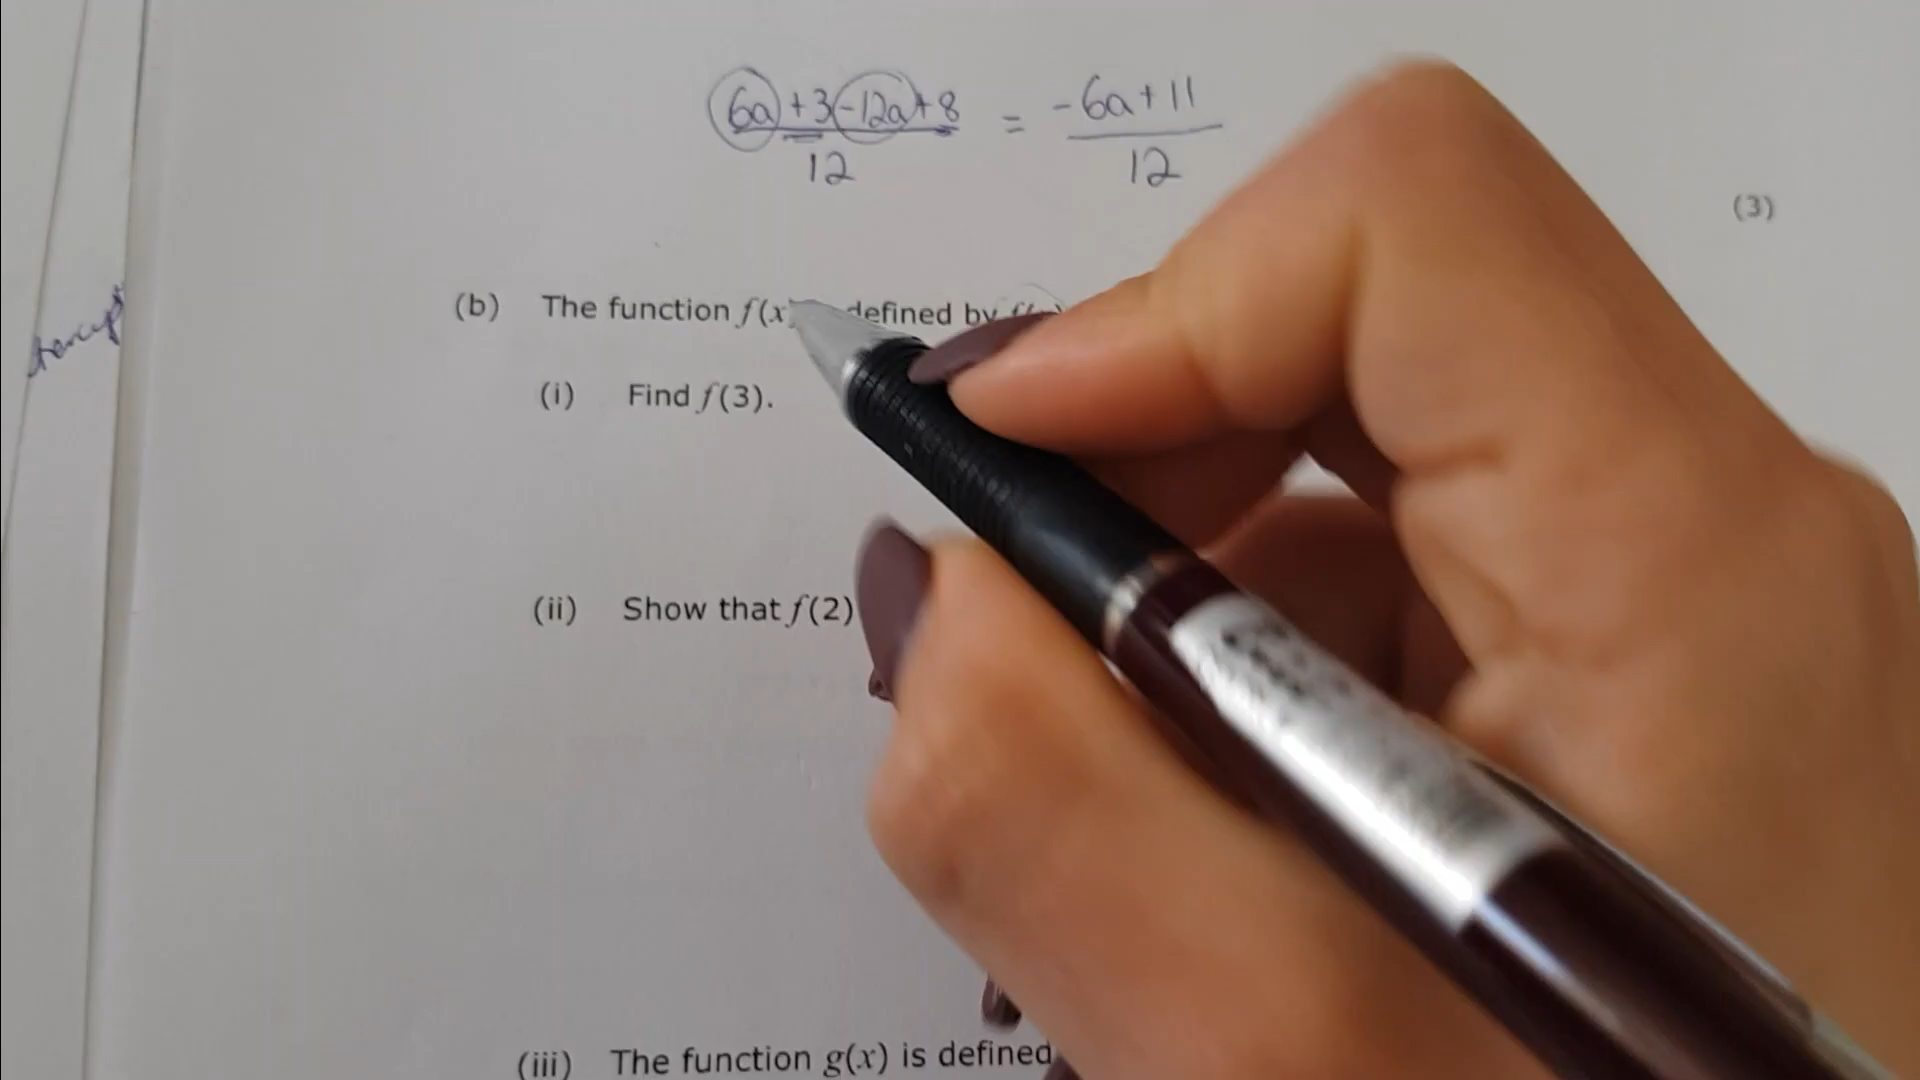 6a + 3 - 12a + 8 = -6a + 11
12 12
(3)
(b) The function f(x) defined by
(i) Find f(3).
(ii) Show that f(2)
(iii) The function g(x) is defined